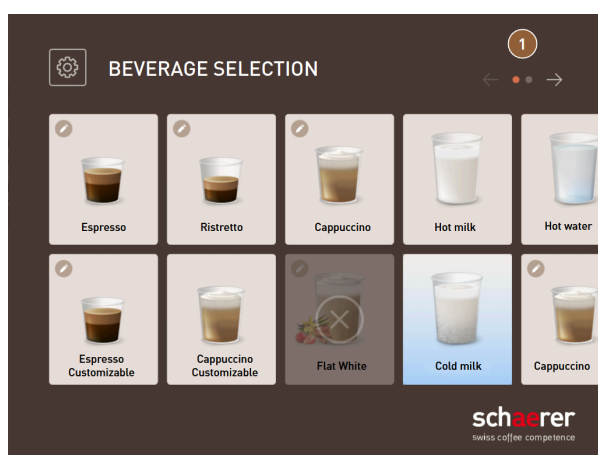 1
BEVERAGE SELECTION
Espresso
Ristretto
Cappuccino
Hot milk
Hot water
Espresso
Customizable
Cappuccino
Customizable
Flat White
Cold milk
Cappuccino
schaerer
swiss coffee competence